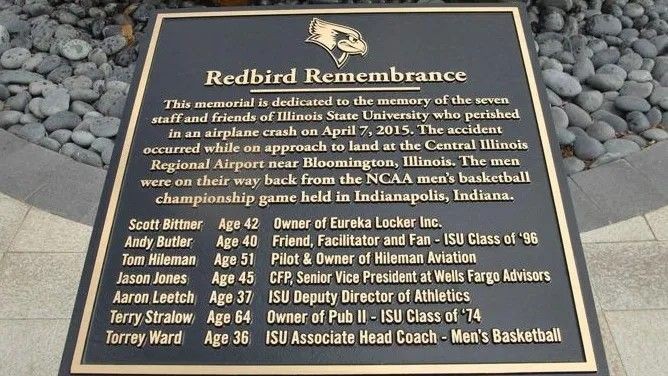 Redbird Remembrance
This memorial is dedicated to the memory of the seven
staff and friends of Illinois State University who perished
in an airplane crash on April 7, 2015. The accident
occurred while on approach to land at the Central Illinois
Regional Airport near Bloomington, Illinois. The men
were on their way back from the NCAA men's basketball
championship game held in Indianapolis, Indiana.
Scott Bittner Age 42 Owner of Eureka Locker Inc.
Andy Butler Age 40 Friend, Facilitator and Fan - ISU Class of '96
Tom Hileman Age 51 Pilot & Owner of Hileman Aviation
Jason Jones Age 45 CFP, Senior Vice President at Wells Fargo Advisors
Aaron Leetch Age 37 ISU Deputy Director of Athletics
Terry Stralow Age 64 Owner of Pub II - ISU Class of '74
Torrey Ward Age 36 ISU Associate Head Coach - Men's Basketball